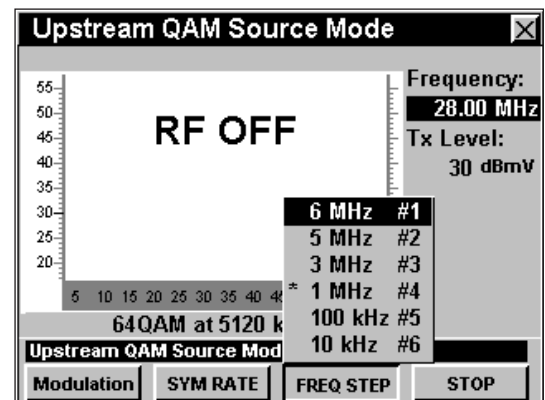 Upstream QAM Source Mode
Frequency:
28.00 MHz
Tx Level:
30 dBmV
55
50
45
40
35
30
25
20
RF OFF
6 MHz #1
5 MHz #2
3 MHz #3
* 1 MHz #4
100 kHz #5
10 kHz #6
5 10 15 20 25 30 35 40
64QAM at 5120 k
Upstream QAM Source Mod
Modulation SYM RATE FREQ STEP STOP